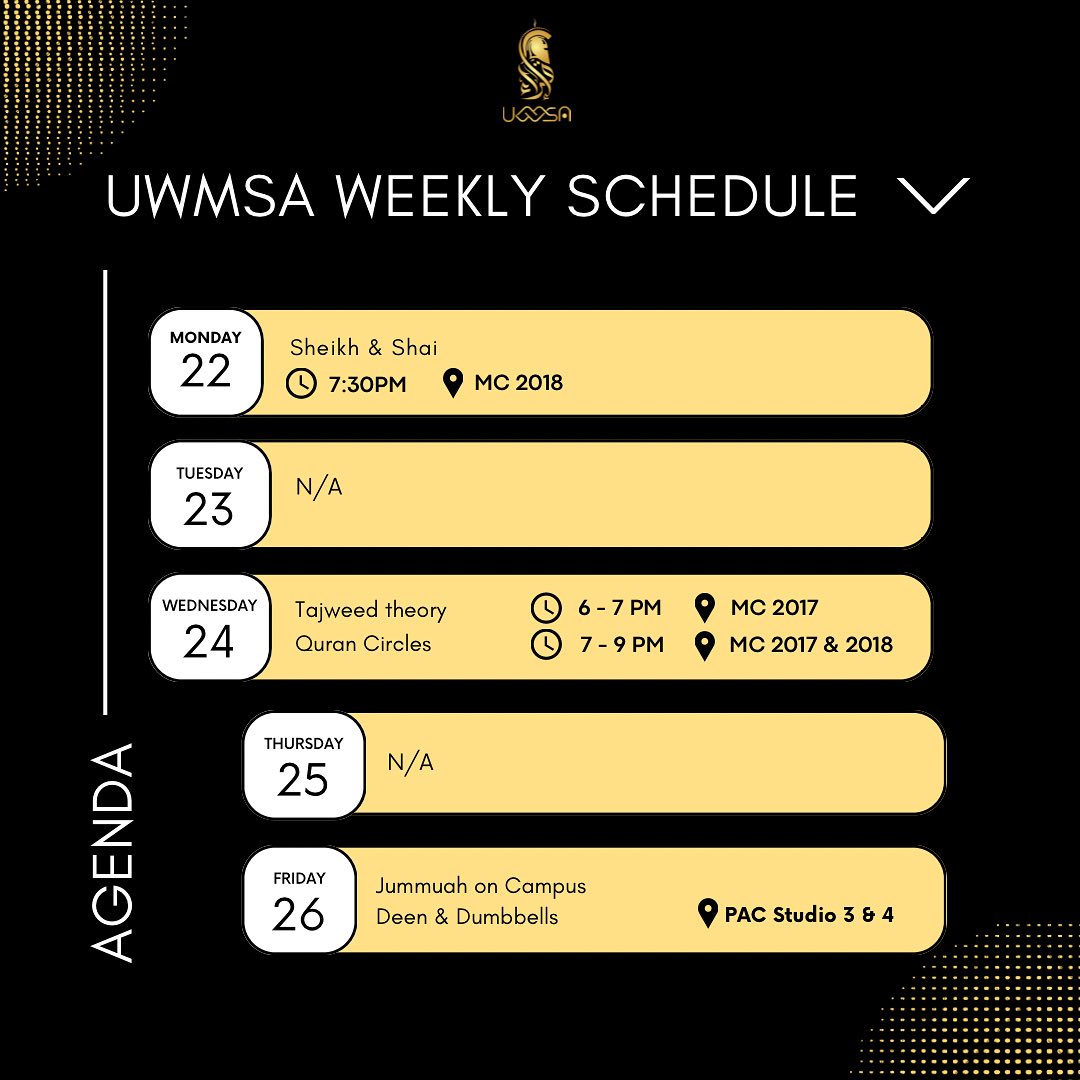 UWMSA
UWMSA WEEKLY SCHEDULE
MONDAY
22
Sheikh & Shai
7:30PM MC 2018
TUESDAY
23
N/A
WEDNESDAY
24
Tajweed theory 6 - 7 PM MC 2017
Quran Circles 7 - 9 PM MC 2017 & 2018
THURSDAY
25
N/A
FRIDAY
26
Jummuah on Campus
Deen & Dumbbells PAC Studio 3 & 4
AGENDA